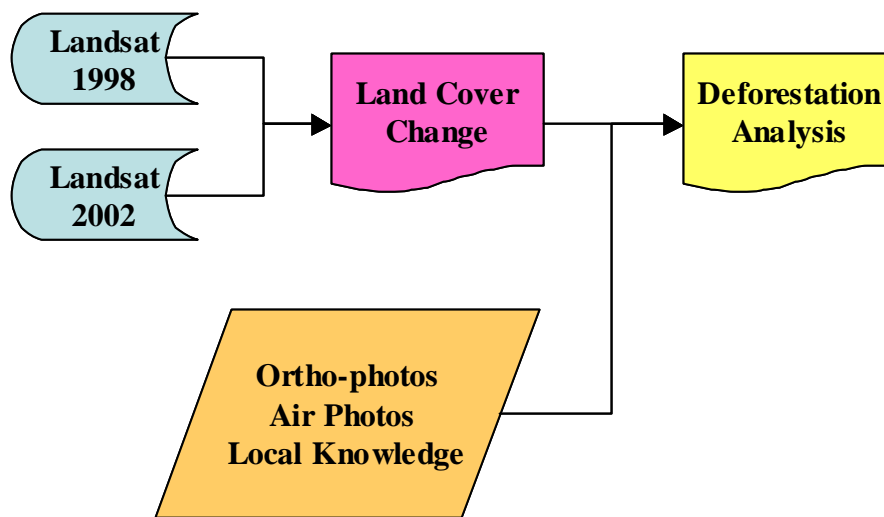 Landsat
1998
Landsat
2002
Land Cover
Change
Deforestation
Analysis
Ortho-photos
Air Photos
Local Knowledge